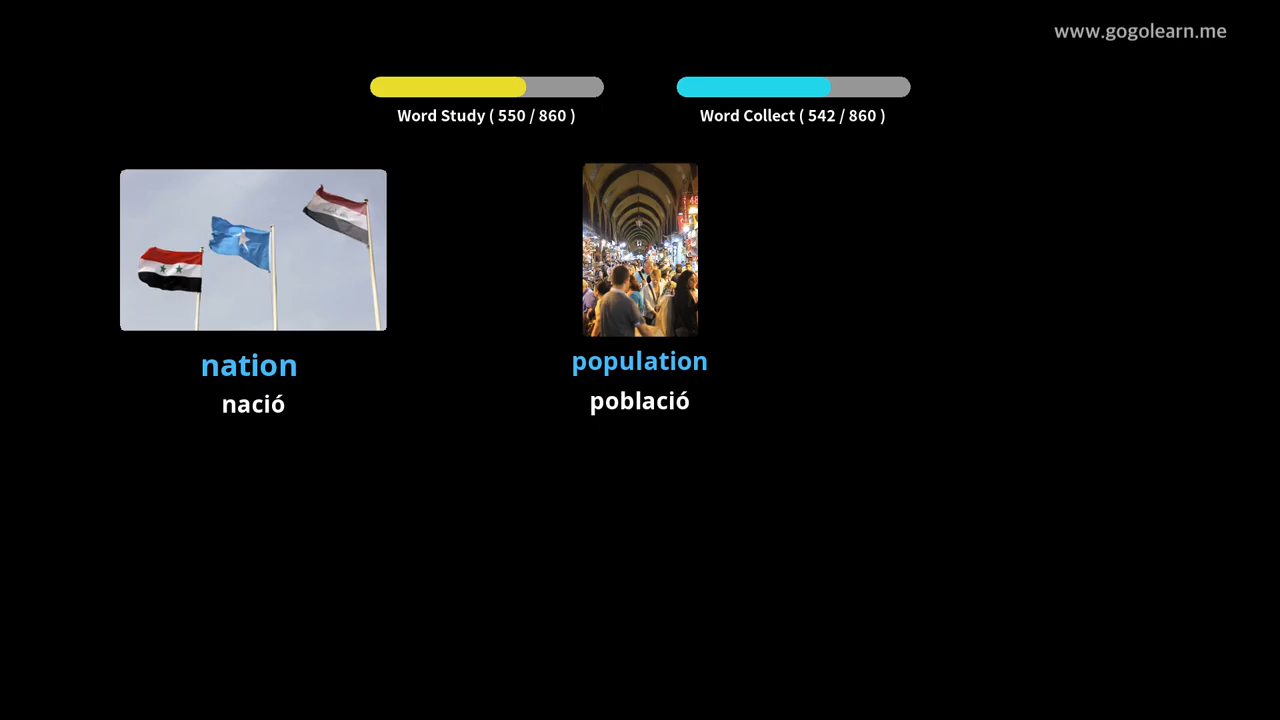 www.gogolearn.me
Word Study ( 550 / 860 )
Word Collect ( 542 / 860 )
nation
nació
population
població